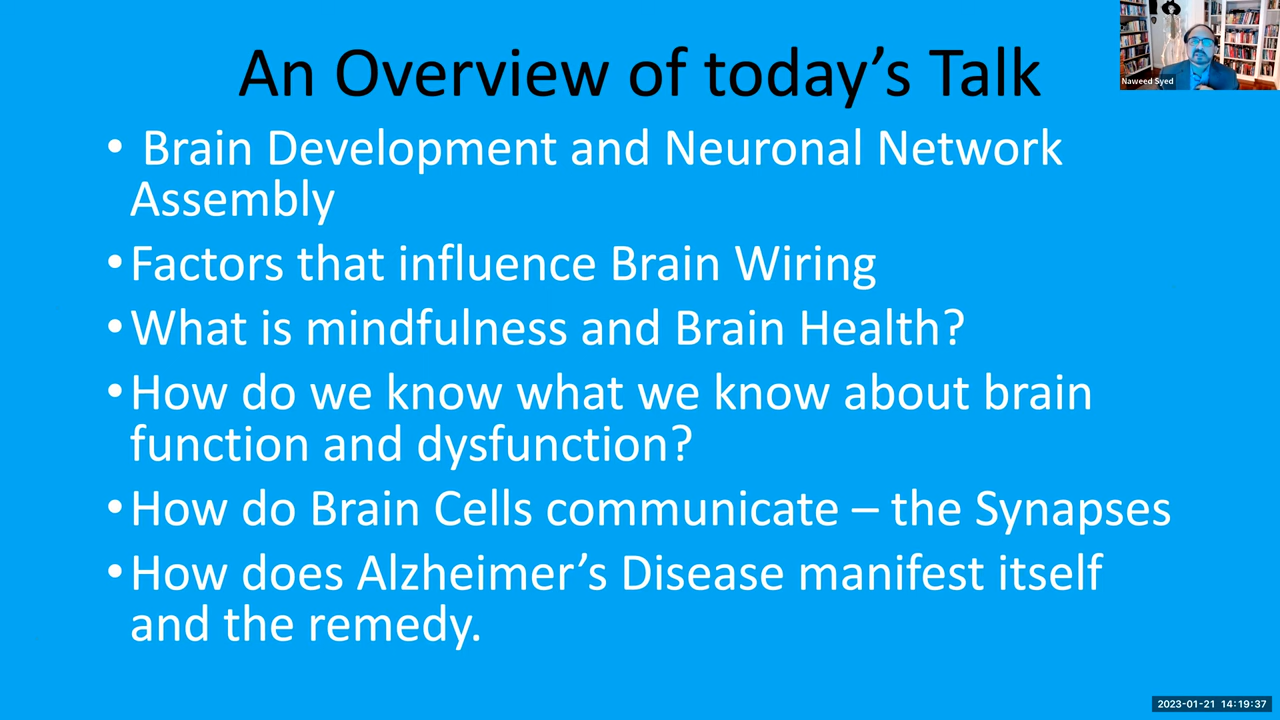 An Overview of today’s Talk
Naweed Syed
• Brain Development and Neuronal Network
Assembly
•Factors that influence Brain Wiring
•What is mindfulness and Brain Health?
•How do we know what we know about brain
function and dysfunction?
•How do Brain Cells communicate – the Synapses
•How does Alzheimer’s Disease manifest itself
and the remedy.
2023-01-21 14:19:37